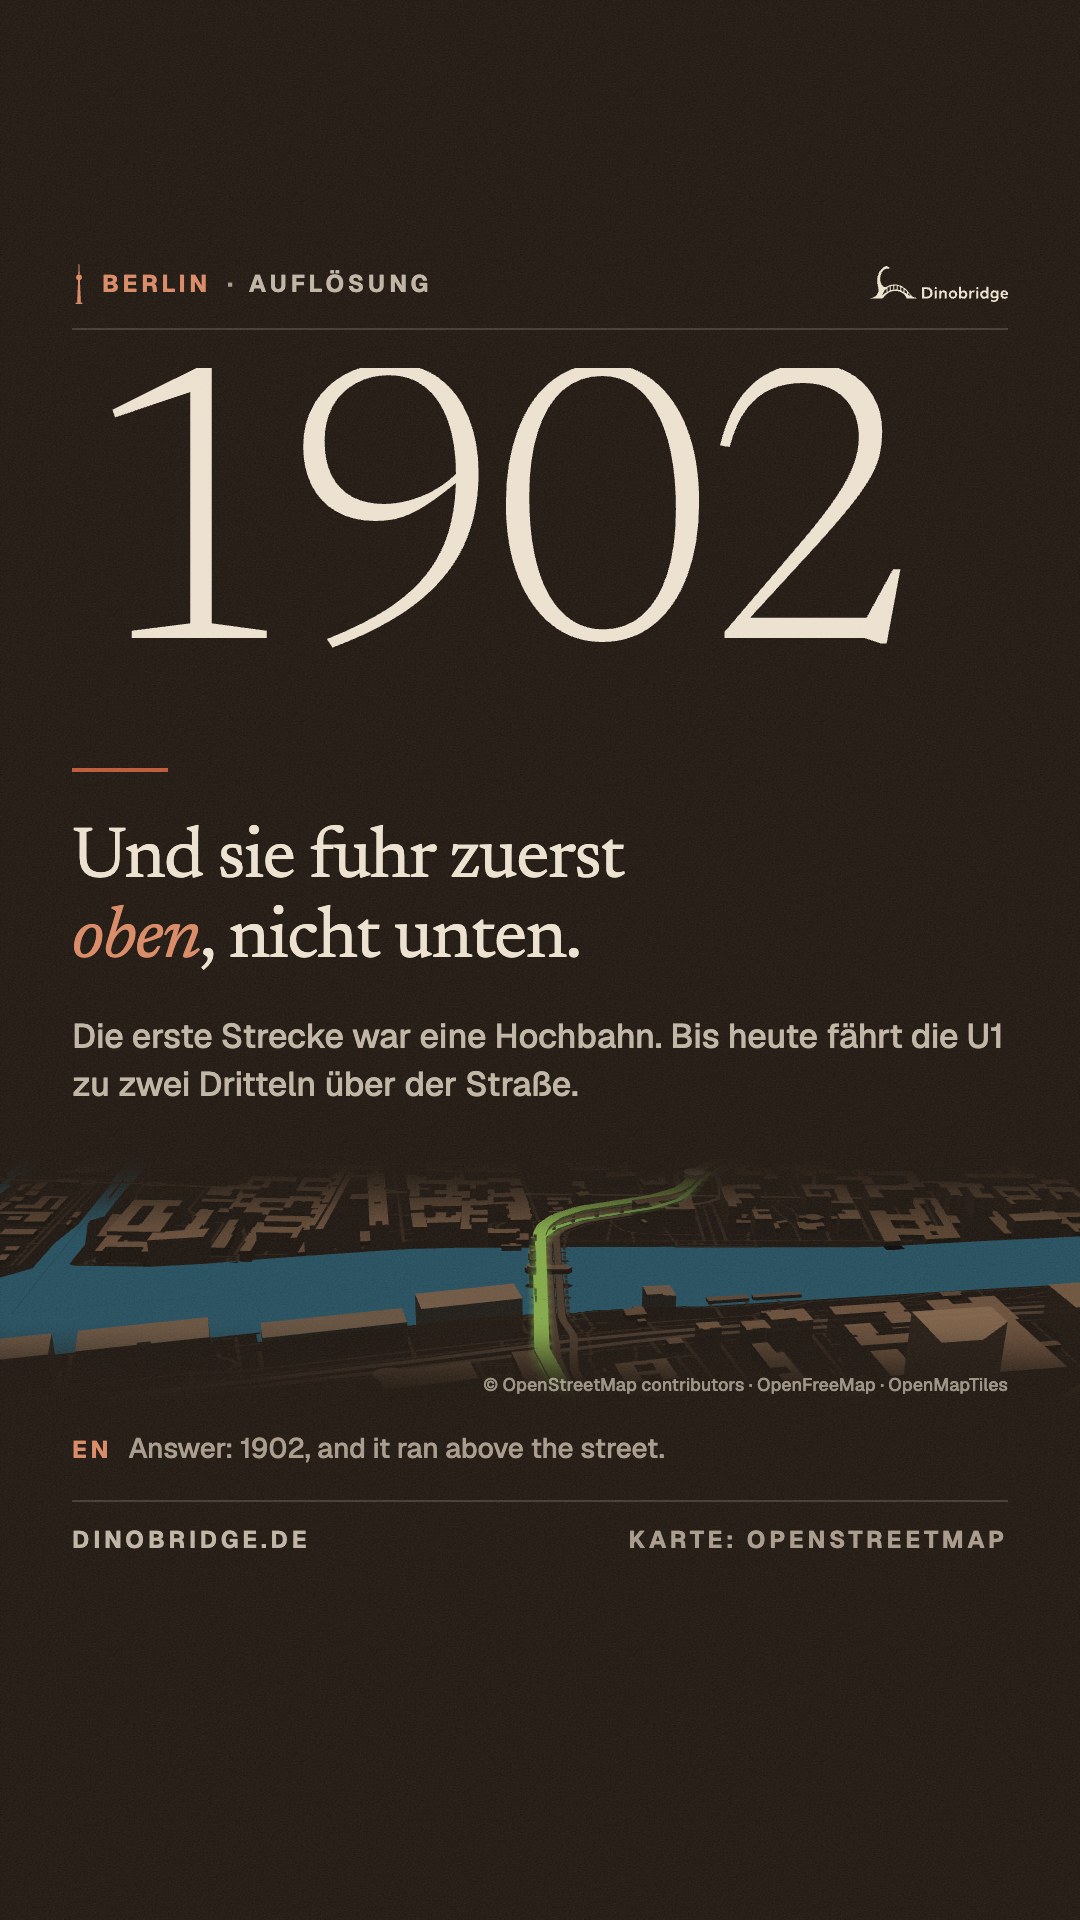 BERLIN · AUFLÖSUNG
Dinobridge
1902
Und sie fuhr zuerst
oben, nicht unten.
Die erste Strecke war eine Hochbahn. Bis heute fährt die U1
zu zwei Dritteln über der Straße.
© OpenStreetMap contributors · OpenFreeMap · OpenMapTiles
EN Answer: 1902, and it ran above the street.
DINOBRIDGE.DE
KARTE: OPENSTREETMAP